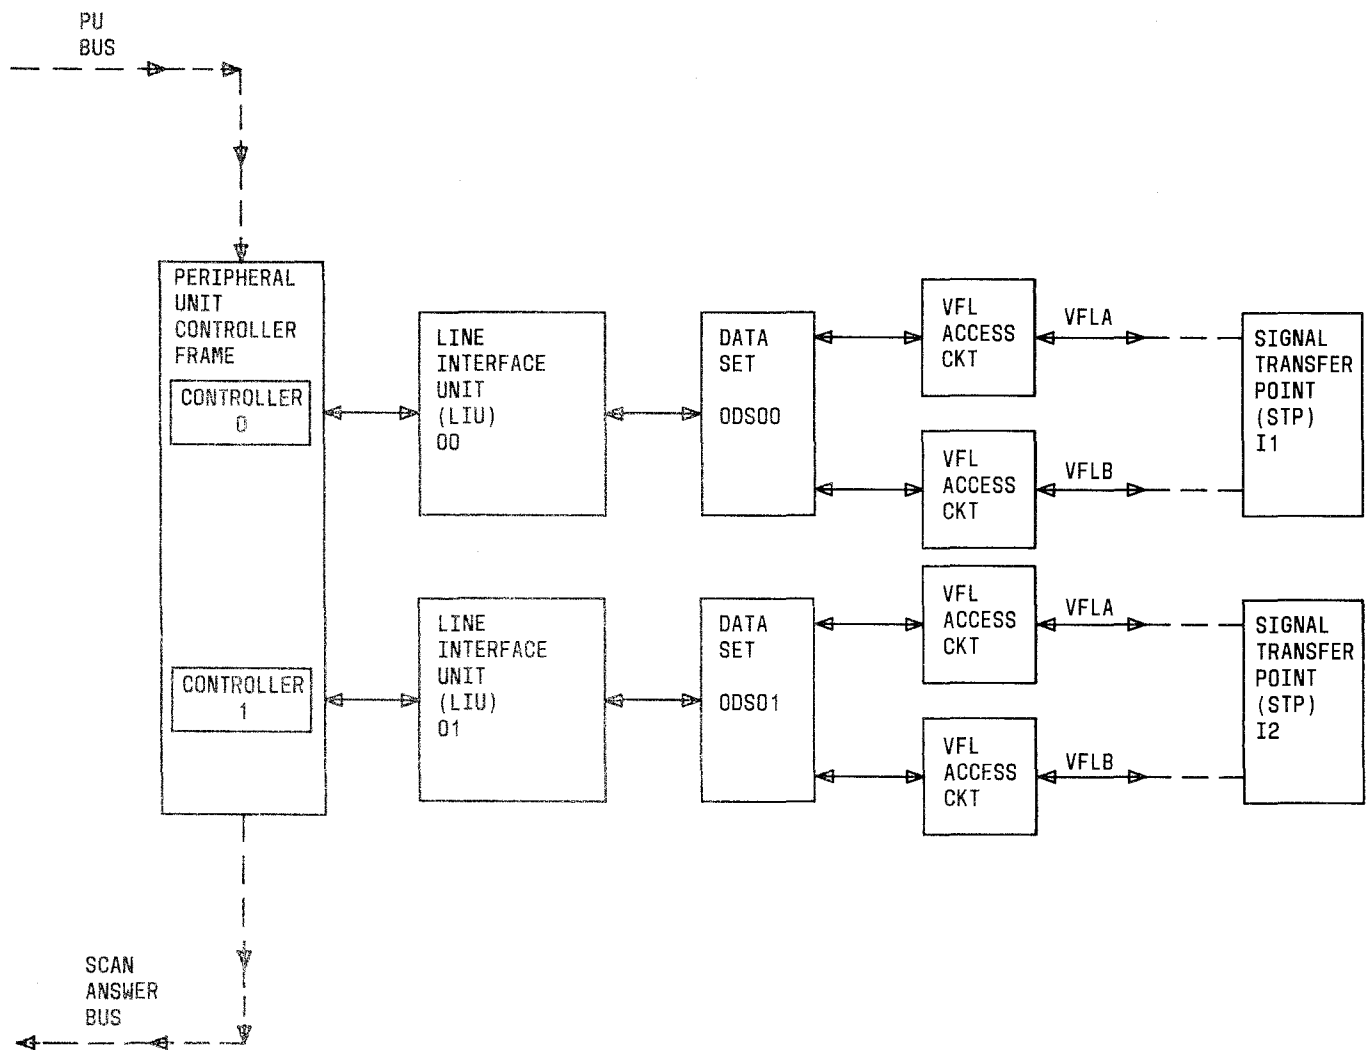 PU
BUS
PERIPHERAL
UNIT
CONTROLLER
FRAME
CONTROLLER
0
CONTROLLER
1
LINE
INTERFACE
UNIT
(LIU)
00
DATA
SET
ODS00
VFL
ACCESS
CKT
VFLA
VFL
ACCESS
CKT
VFLB
SIGNAL
TRANSFER
POINT
(STP)
I1
LINE
INTERFACE
UNIT
(LIU)
01
DATA
SET
ODS01
VFL
ACCESS
CKT
VFLA
VFL
ACCESS
CKT
VFLB
SIGNAL
TRANSFER
POINT
(STP)
I2
SCAN
ANSWER
BUS